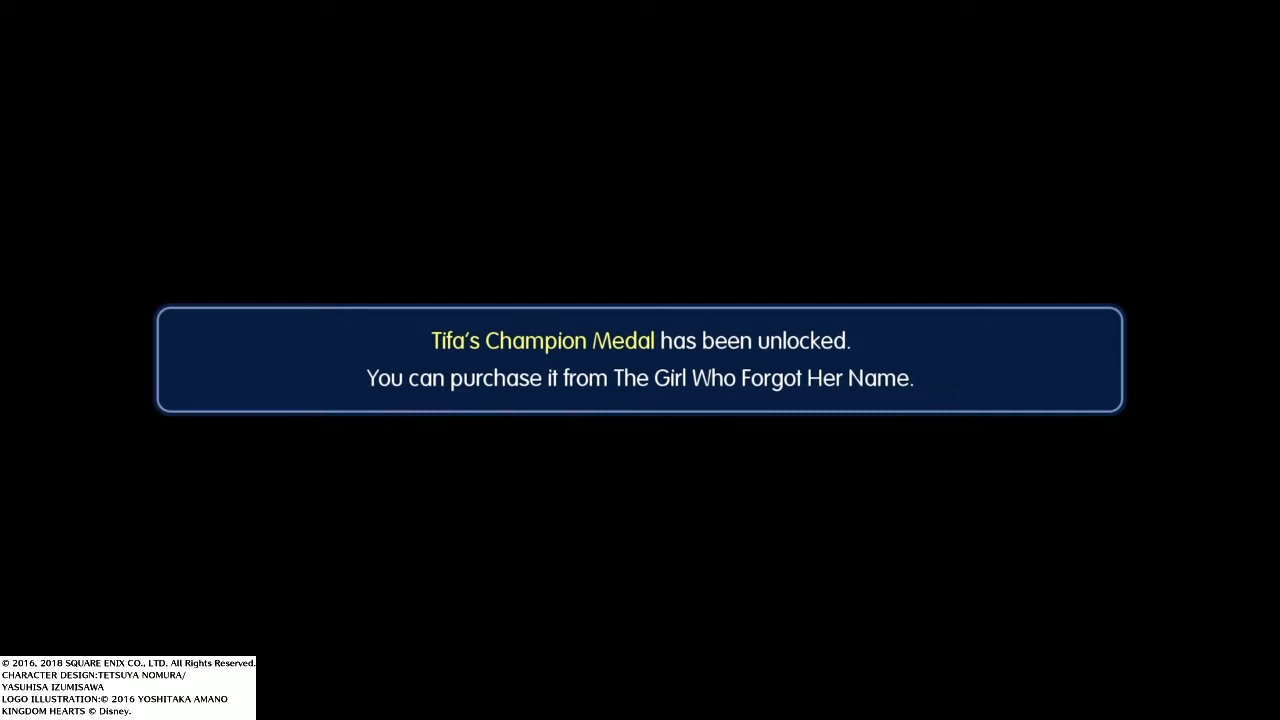 Tifa's Champion Medal has been unlocked.
You can purchase it from The Girl Who Forgot Her Name.
© 2016, 2018 SQUARE ENIX CO., LTD. All Rights Reserved.
CHARACTER DESIGN:TETSUYA NOMURA/
YASUHISA IZUMISAWA
LOGO ILLUSTRATION:© 2016 YOSHITAKA AMANO
KINGDOM HEARTS © Disney.